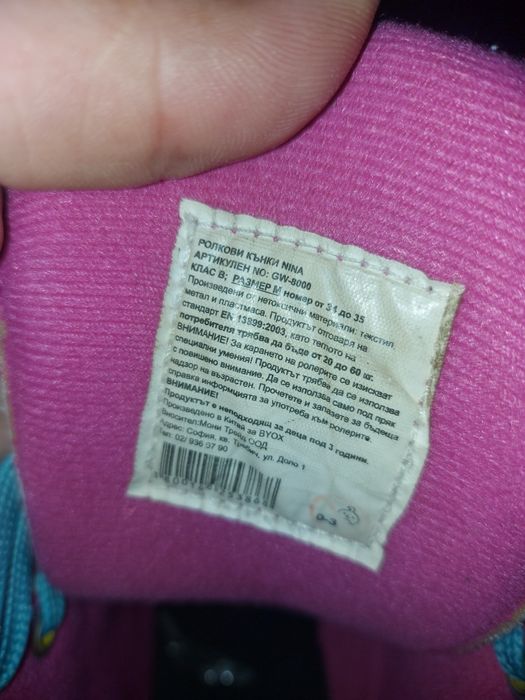 РОЛКОВИ КЪНКИ NINA
АРТИКУЛЕН NO: GW-8000
КЛАС B; РАЗМЕР M номер от 34 до 35
Произведени от нетоксични материали: текстил,
метал и пластмаса. Продуктът отговаря на
стандарт EN 13899:2003, като теглото на
потребителя трябва да бъде от 20 до 60 кг.
ВНИМАНИЕ! За карането на ролерите се изискват
специални умения! Продуктът трябва да се използва
с повишено внимание. Да се използва само под пряк
надзор на възрастен. Прочетете и запазете за бъдеща
справка информацията за употреба към ролерите.
ВНИМАНИЕ!
Продуктът е неподходящ за деца под 3 години.
Произведено в Китай за BYOX
Вносител:Мони Трейд ООД
Адрес: София, кв. Требич, ул. Доло 1
Тел: 02/ 936 07 90
0-3